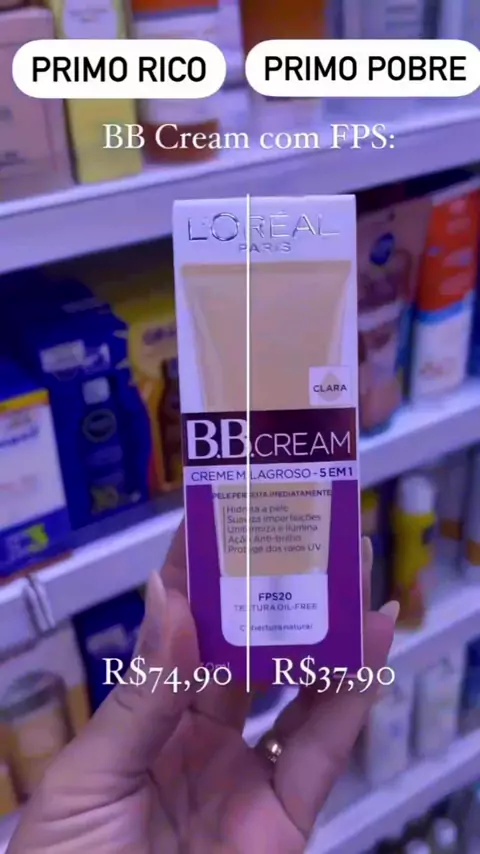 PRIMO RICO
PRIMO POBRE
BB Cream com FPS:
L'ORÉAL
PARIS
CLARA
B.B.CREAM
CREME MILAGROSO - 5 EM 1
PELE PERFEITA IMEDIATAMENTE
Hidrata a pele
Suaviza imperfeições
Uniformiza e ilumina
Ação Anti-brilho
Protege dos raios UV
FPS20
TEXTURA OIL-FREE
Cobertura natural
R$74,90
R$37,90